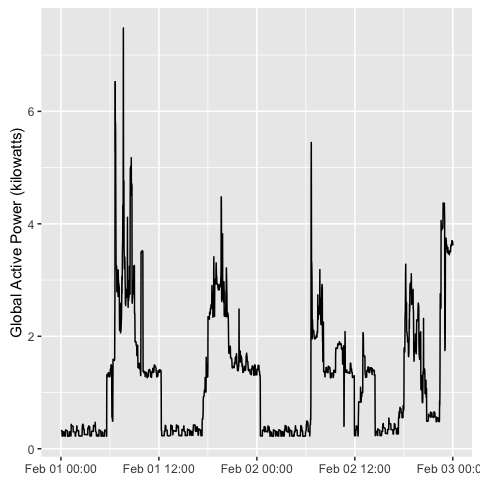 Global Active Power (kilowatts)
6
4
2
0
Feb 01 00:00
Feb 01 12:00
Feb 02 00:00
Feb 02 12:00
Feb 03 00:0